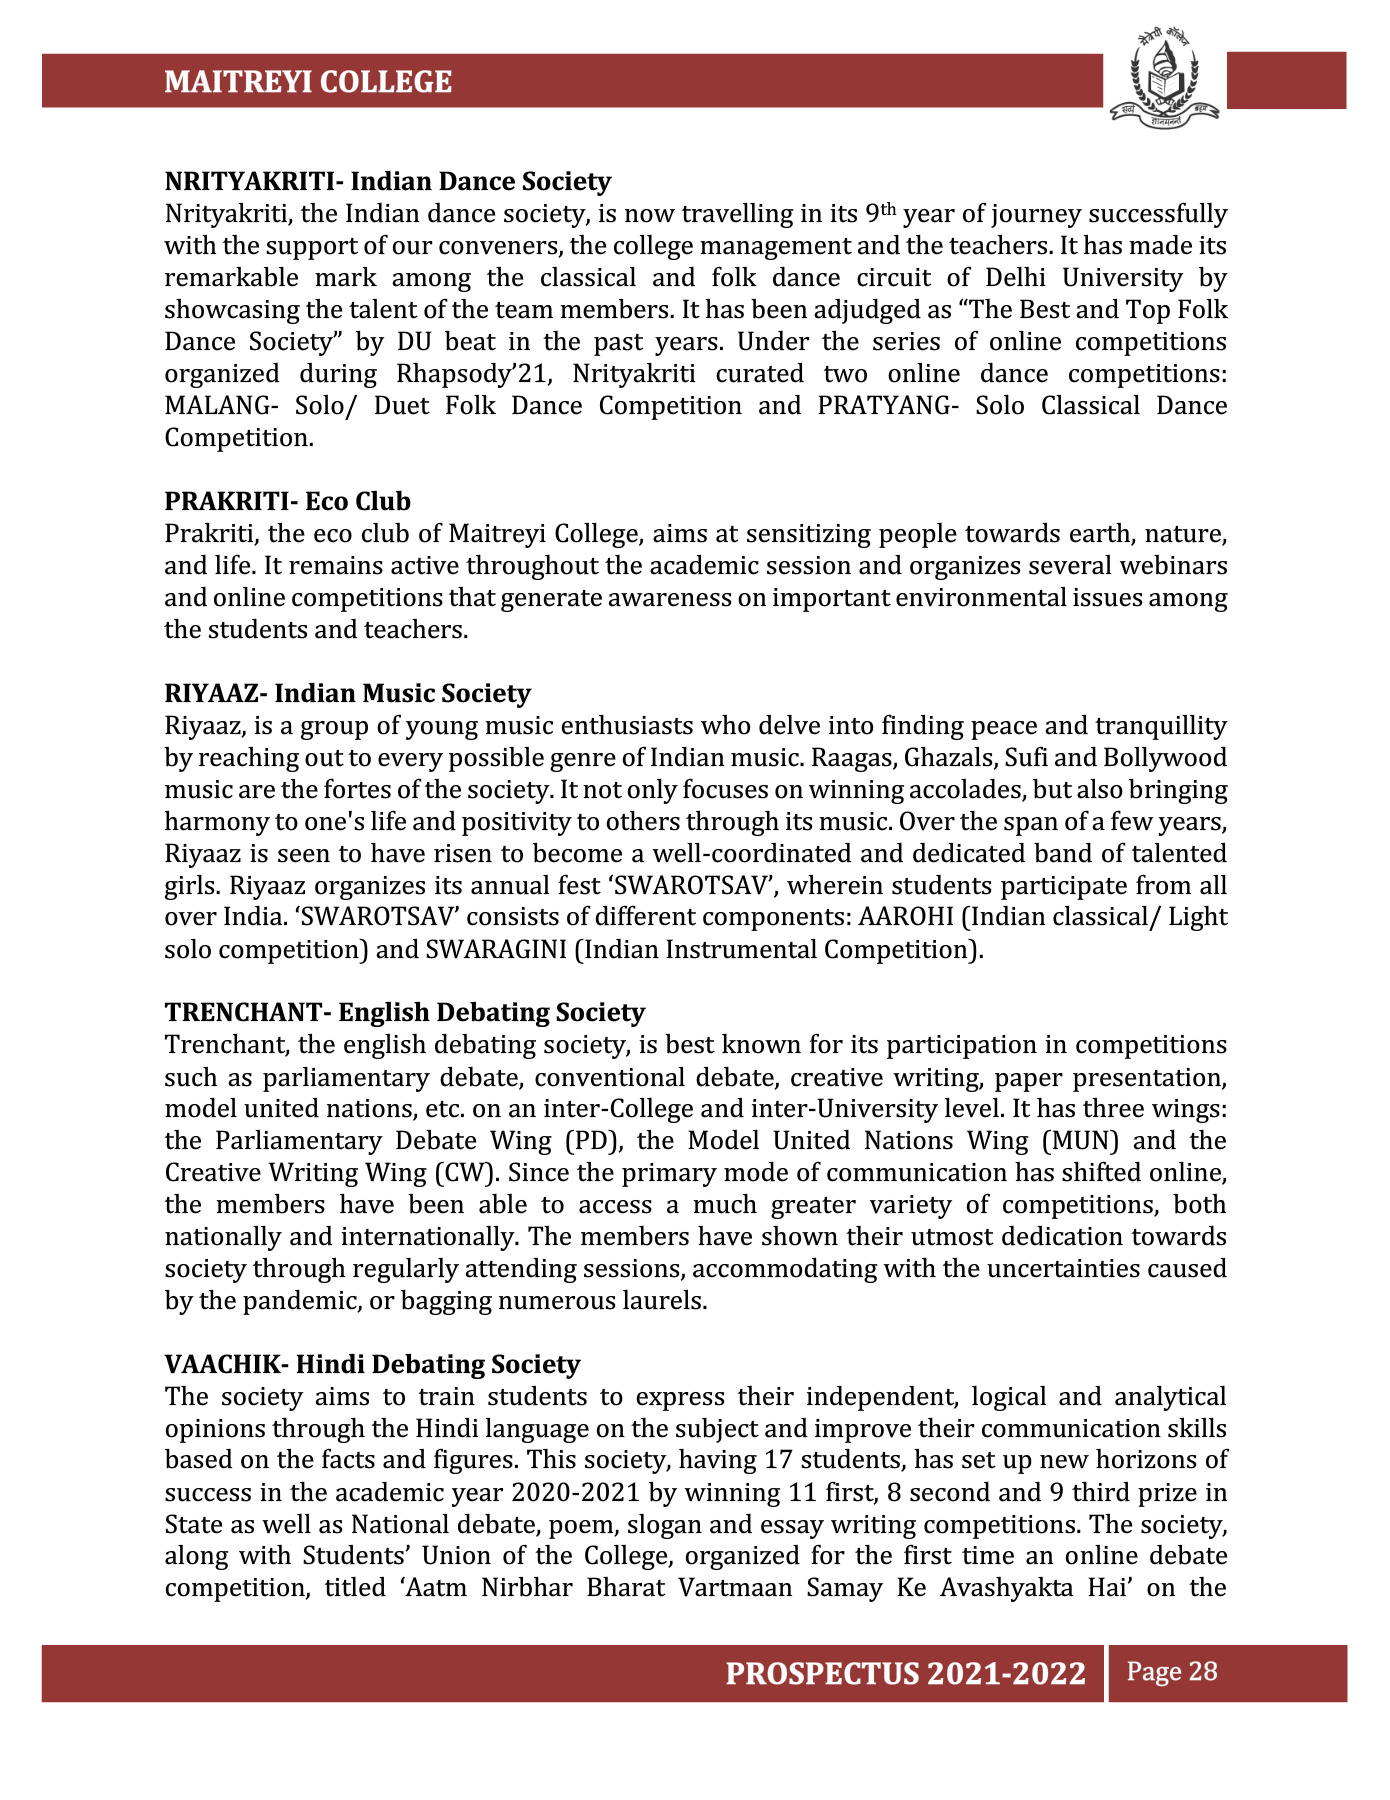 MAITREYI COLLEGE
मैत्रेयी कॉलेज
ज्ञानमनन्तं
NRITYAKRITI- Indian Dance Society
Nrityakriti, the Indian dance society, is now travelling in its 9th year of journey successfully
with the support of our conveners, the college management and the teachers. It has made its
remarkable mark among the classical and folk dance circuit of Delhi University by
showcasing the talent of the team members. It has been adjudged as “The Best and Top Folk
Dance Society” by DU beat in the past years. Under the series of online competitions
organized during Rhapsody’21, Nrityakriti curated two online dance competitions:
MALANG- Solo/ Duet Folk Dance Competition and PRATYANG- Solo Classical Dance
Competition.
PRAKRITI- Eco Club
Prakriti, the eco club of Maitreyi College, aims at sensitizing people towards earth, nature,
and life. It remains active throughout the academic session and organizes several webinars
and online competitions that generate awareness on important environmental issues among
the students and teachers.
RIYAAZ- Indian Music Society
Riyaaz, is a group of young music enthusiasts who delve into finding peace and tranquillity
by reaching out to every possible genre of Indian music. Raagas, Ghazals, Sufi and Bollywood
music are the fortes of the society. It not only focuses on winning accolades, but also bringing
harmony to one's life and positivity to others through its music. Over the span of a few years,
Riyaaz is seen to have risen to become a well-coordinated and dedicated band of talented
girls. Riyaaz organizes its annual fest ‘SWAROTSAV’, wherein students participate from all
over India. ‘SWAROTSAV’ consists of different components: AAROHI (Indian classical/ Light
solo competition) and SWARAGINI (Indian Instrumental Competition).
TRENCHANT- English Debating Society
Trenchant, the english debating society, is best known for its participation in competitions
such as parliamentary debate, conventional debate, creative writing, paper presentation,
model united nations, etc. on an inter-College and inter-University level. It has three wings:
the Parliamentary Debate Wing (PD), the Model United Nations Wing (MUN) and the
Creative Writing Wing (CW). Since the primary mode of communication has shifted online,
the members have been able to access a much greater variety of competitions, both
nationally and internationally. The members have shown their utmost dedication towards
society through regularly attending sessions, accommodating with the uncertainties caused
by the pandemic, or bagging numerous laurels.
VAACHIK- Hindi Debating Society
The society aims to train students to express their independent, logical and analytical
opinions through the Hindi language on the subject and improve their communication skills
based on the facts and figures. This society, having 17 students, has set up new horizons of
success in the academic year 2020-2021 by winning 11 first, 8 second and 9 third prize in
State as well as National debate, poem, slogan and essay writing competitions. The society,
along with Students’ Union of the College, organized for the first time an online debate
competition, titled ‘Aatm Nirbhar Bharat Vartmaan Samay Ke Avashyakta Hai’ on the
PROSPECTUS 2021-2022
Page 28